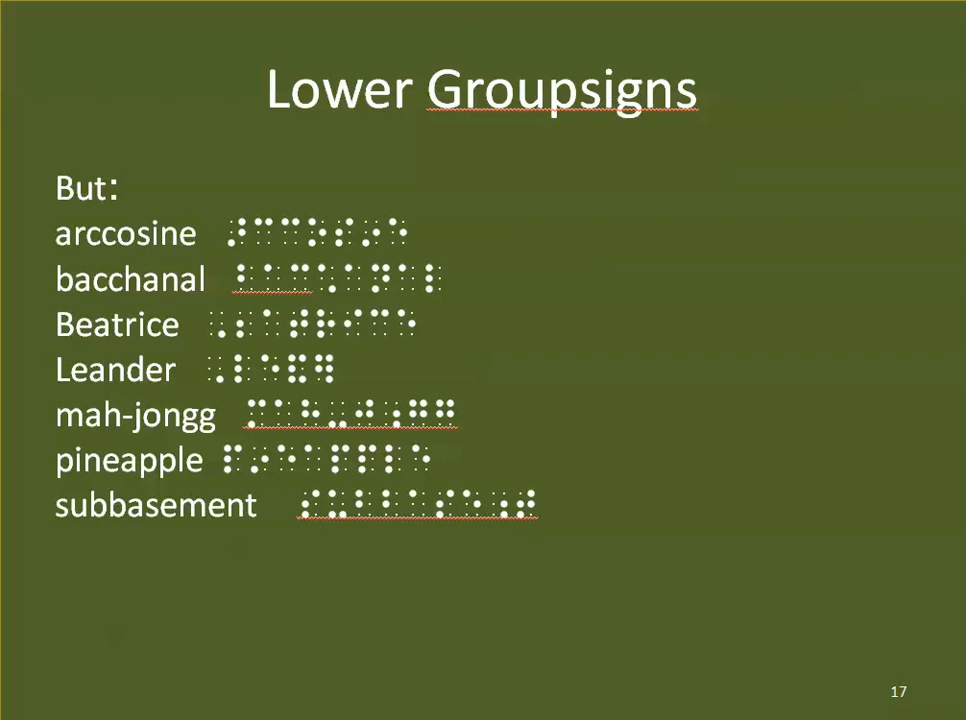 Lower Groupsigns
But:
arccosine ⠜⠉⠉⠕⠎⠔⠑
bacchanal ⠃⠁⠉⠡⠁⠝⠁⠇
Beatrice ⠠⠆⠁⠞⠗⠊⠉⠑
Leander ⠠⠇⠑⠯⠻
mah-jongg ⠍⠁⠓⠤⠚⠰⠛⠛
pineapple ⠏⠔⠑⠁⠏⠏⠇⠑
subbasement ⠎⠥⠃⠃⠁⠎⠑⠰⠞
17